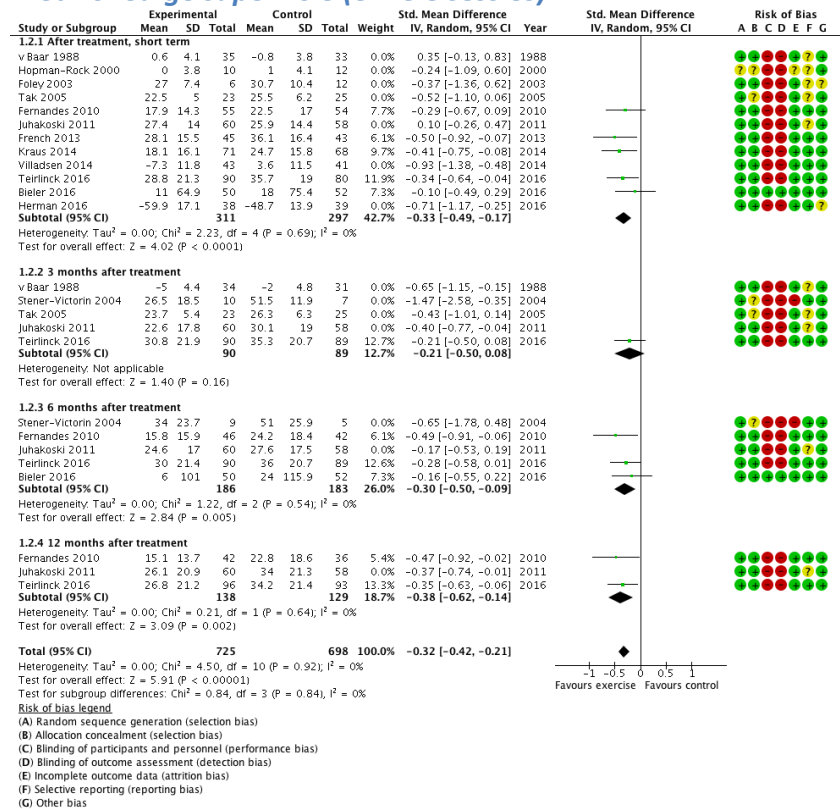 Experimental Control Std. Mean Difference Std. Mean Difference Risk of Bias
Study or Subgroup Mean SD Total Mean SD Total Weight IV, Random, 95% CI Year IV, Random, 95% CI A B C D E F G
1.2.1 After treatment, short term
v Baar 1988 0.6 4.1 35 -0.8 3.8 33 0.0% 0.35 [-0.13, 0.83] 1988
Hopman-Rock 2000 0 3.8 10 1 4.1 12 0.0% -0.24 [-1.09, 0.60] 2000
Foley 2003 27 7.4 6 30.7 10.4 12 0.0% -0.37 [-1.36, 0.62] 2003
Tak 2005 22.5 5 23 25.5 6.2 25 0.0% -0.52 [-1.10, 0.06] 2005
Fernandes 2010 17.9 14.3 55 22.5 17 54 7.7% -0.29 [-0.67, 0.09] 2010
Juhakoski 2011 27.4 14 60 25.9 14.4 58 0.0% 0.10 [-0.26, 0.47] 2011
French 2013 28.1 15.5 45 36.1 16.4 43 6.1% -0.50 [-0.92, -0.07] 2013
Kraus 2014 18.1 16.1 71 24.7 15.8 68 9.7% -0.41 [-0.75, -0.08] 2014
Villadsen 2014 -7.3 11.8 43 3.6 11.5 41 0.0% -0.93 [-1.38, -0.48] 2014
Teirlinck 2016 28.8 21.3 90 35.7 19 80 11.9% -0.34 [-0.64, -0.04] 2016
Bieler 2016 11 64.9 50 18 75.4 52 7.3% -0.10 [-0.49, 0.29] 2016
Herman 2016 -59.9 17.1 38 -48.7 13.9 39 0.0% -0.71 [-1.17, -0.25] 2016
Subtotal (95% CI) 311 297 42.7% -0.33 [-0.49, -0.17]
Heterogeneity: Tau² = 0.00; Chi² = 2.23, df = 4 (P = 0.69); I² = 0%
Test for overall effect: Z = 4.02 (P < 0.0001)
1.2.2 3 months after treatment
v Baar 1988 -5 4.4 34 -2 4.8 31 0.0% -0.65 [-1.15, -0.15] 1988
Stener-Victorin 2004 26.5 18.5 10 51.5 11.9 7 0.0% -1.47 [-2.58, -0.35] 2004
Tak 2005 23.7 5.4 23 26.3 6.3 25 0.0% -0.43 [-1.01, 0.14] 2005
Juhakoski 2011 22.6 17.8 60 30.1 19 58 0.0% -0.40 [-0.77, -0.04] 2011
Teirlinck 2016 30.8 21.9 90 35.3 20.7 89 12.7% -0.21 [-0.50, 0.08] 2016
Subtotal (95% CI) 90 89 12.7% -0.21 [-0.50, 0.08]
Heterogeneity: Not applicable
Test for overall effect: Z = 1.40 (P = 0.16)
1.2.3 6 months after treatment
Stener-Victorin 2004 34 23.7 9 51 25.9 5 0.0% -0.65 [-1.78, 0.48] 2004
Fernandes 2010 15.8 15.9 46 24.2 18.4 42 6.1% -0.49 [-0.91, -0.06] 2010
Juhakoski 2011 24.6 17 60 27.6 17.5 58 0.0% -0.17 [-0.53, 0.19] 2011
Teirlinck 2016 30 21.4 90 36 20.7 89 12.6% -0.28 [-0.58, 0.01] 2016
Bieler 2016 6 101 50 24 115.9 52 7.3% -0.16 [-0.55, 0.22] 2016
Subtotal (95% CI) 186 183 26.0% -0.30 [-0.50, -0.09]
Heterogeneity: Tau² = 0.00; Chi² = 1.22, df = 2 (P = 0.54); I² = 0%
Test for overall effect: Z = 2.84 (P = 0.005)
1.2.4 12 months after treatment
Fernandes 2010 15.1 13.7 42 22.8 18.6 36 5.4% -0.47 [-0.92, -0.02] 2010
Juhakoski 2011 26.1 20.9 60 34 21.3 58 0.0% -0.37 [-0.74, -0.01] 2011
Teirlinck 2016 26.8 21.2 96 34.2 21.4 93 13.3% -0.35 [-0.63, -0.06] 2016
Subtotal (95% CI) 138 129 18.7% -0.38 [-0.62, -0.14]
Heterogeneity: Tau² = 0.00; Chi² = 0.21, df = 1 (P = 0.64); I² = 0%
Test for overall effect: Z = 3.09 (P = 0.002)
Total (95% CI) 725 698 100.0% -0.32 [-0.42, -0.21]
Heterogeneity: Tau² = 0.00; Chi² = 4.50, df = 10 (P = 0.92); I² = 0%
Test for overall effect: Z = 5.91 (P < 0.00001)
Test for subgroup differences: Chi² = 0.84, df = 3 (P = 0.84), I² = 0%
-1 -0.5 0 0.5 1
Favours exercise Favours control
Risk of bias legend
(A) Random sequence generation (selection bias)
(B) Allocation concealment (selection bias)
(C) Blinding of participants and personnel (performance bias)
(D) Blinding of outcome assessment (detection bias)
(E) Incomplete outcome data (attrition bias)
(F) Selective reporting (reporting bias)
(G) Other bias